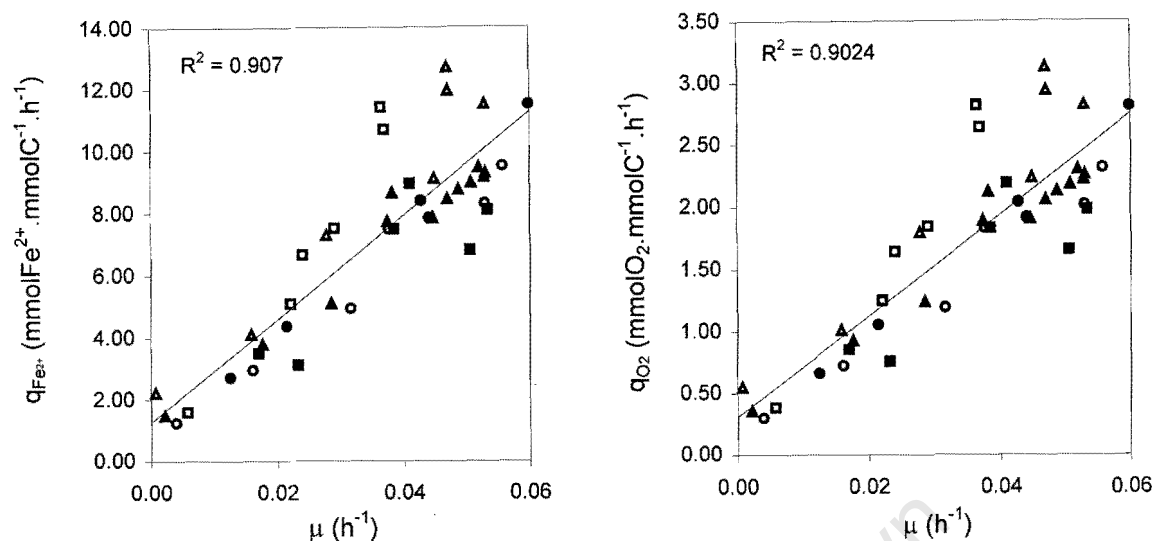 14.00
12.00
10.00
8.00
6.00
4.00
2.00
0.00
R² = 0.907
qFe²⁺ (mmolFe²⁺.mmolC⁻¹.h⁻¹)
0.00 0.02 0.04 0.06
μ (h⁻¹)
3.50
3.00
2.50
2.00
1.50
1.00
0.50
0.00
R² = 0.9024
qO2 (mmolO₂.mmolC⁻¹.h⁻¹)
0.00 0.02 0.04 0.06
μ (h⁻¹)